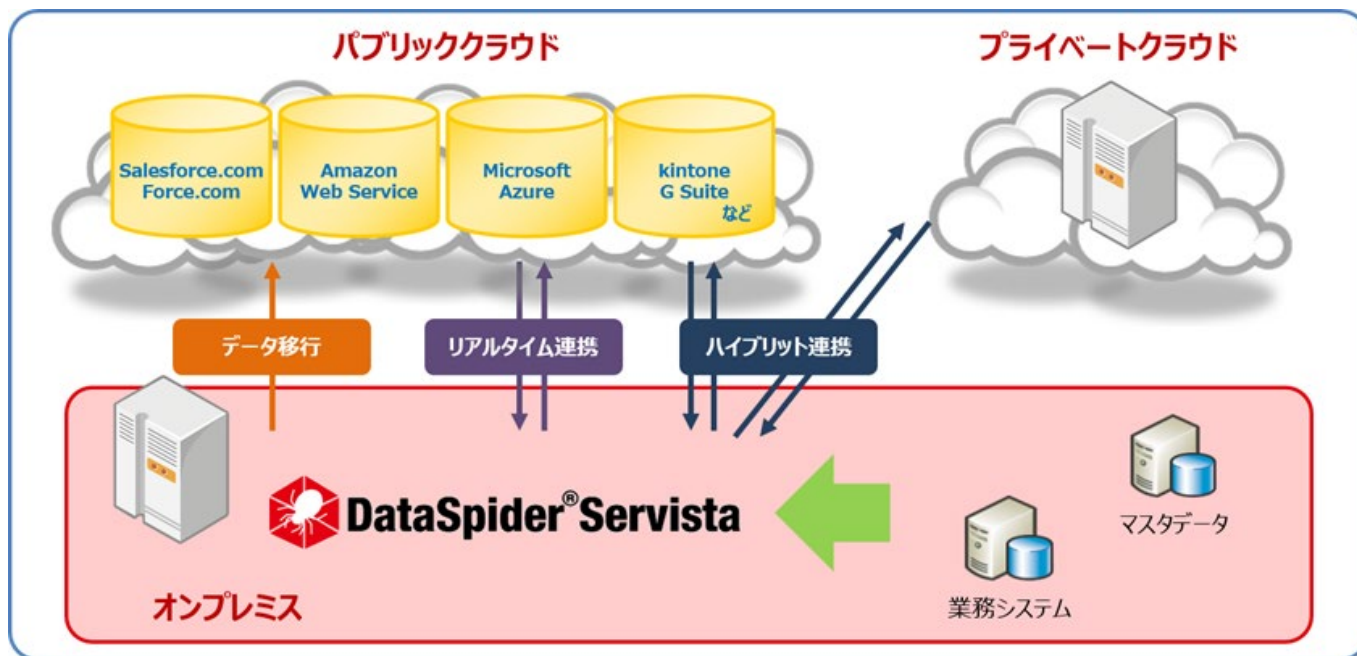 パブリッククラウド
プライベートクラウド
Salesforce.com
Force.com
Amazon
Web Service
Microsoft
Azure
kintone
G Suite
など
データ移行
リアルタイム連携
ハイブリット連携
DataSpider®Servista
マスタデータ
業務システム
オンプレミス